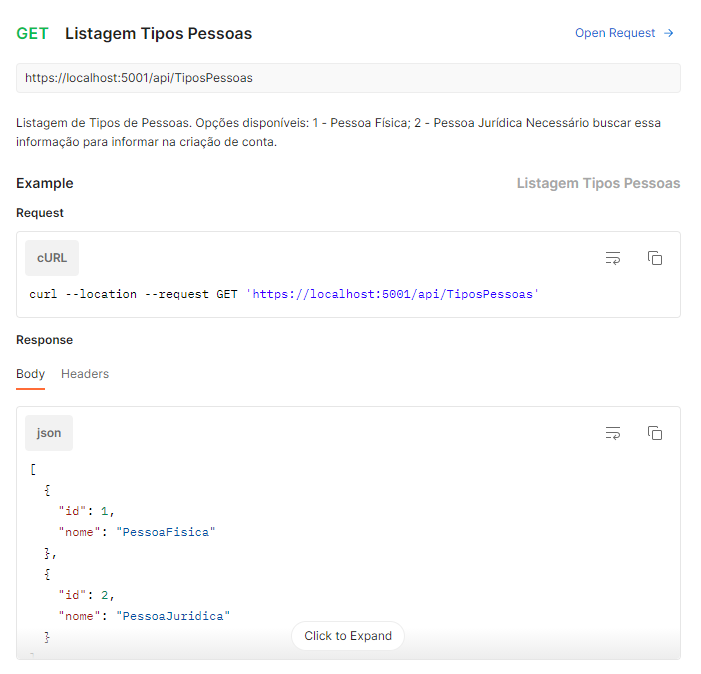 GET Listagem Tipos Pessoas Open Request →
https://localhost:5001/api/TiposPessoas
Listagem de Tipos de Pessoas. Opções disponíveis: 1 - Pessoa Física; 2 - Pessoa Jurídica Necessário buscar essa
informação para informar na criação de conta.
Example Listagem Tipos Pessoas
Request
cURL
curl --location --request GET 'https://localhost:5001/api/TiposPessoas'
Response
Body Headers
json
[
{
"id": 1,
"nome": "PessoaFisica"
},
{
"id": 2,
"nome": "PessoaJuridica"
}
Click to Expand